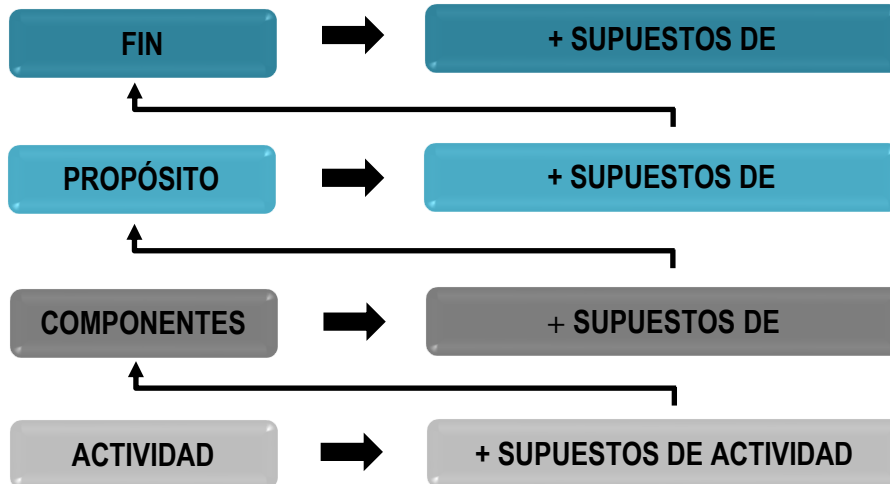 FIN
+ SUPUESTOS DE
PROPÓSITO
+ SUPUESTOS DE
COMPONENTES
+ SUPUESTOS DE
ACTIVIDAD
+ SUPUESTOS DE ACTIVIDAD